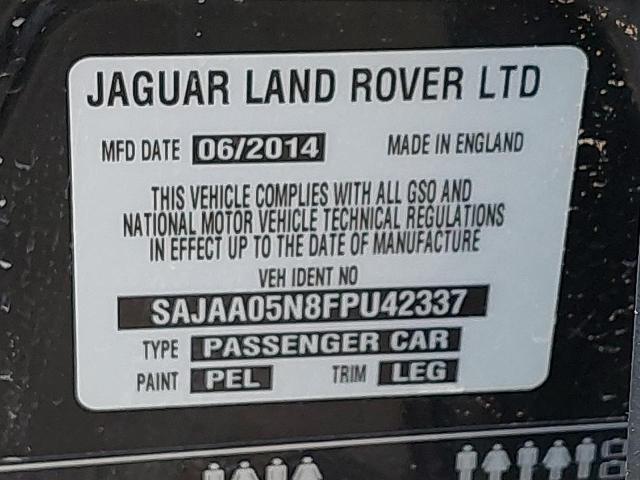 JAGUAR LAND ROVER LTD
MFD DATE 06/2014 MADE IN ENGLAND
THIS VEHICLE COMPLIES WITH ALL GSO AND
NATIONAL MOTOR VEHICLE TECHNICAL REGULATIONS
IN EFFECT UP TO THE DATE OF MANUFACTURE
VEH IDENT NO
SAJAA05N8FPU42337
TYPE PASSENGER CAR
PAINT PEL TRIM LEG